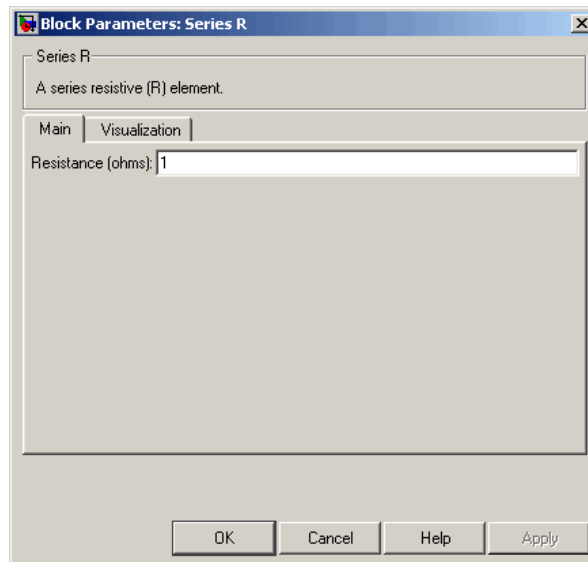 Block Parameters: Series R
Series R
A series resistive (R) element.
Main Visualization
Resistance (ohms): 1
OK Cancel Help Apply